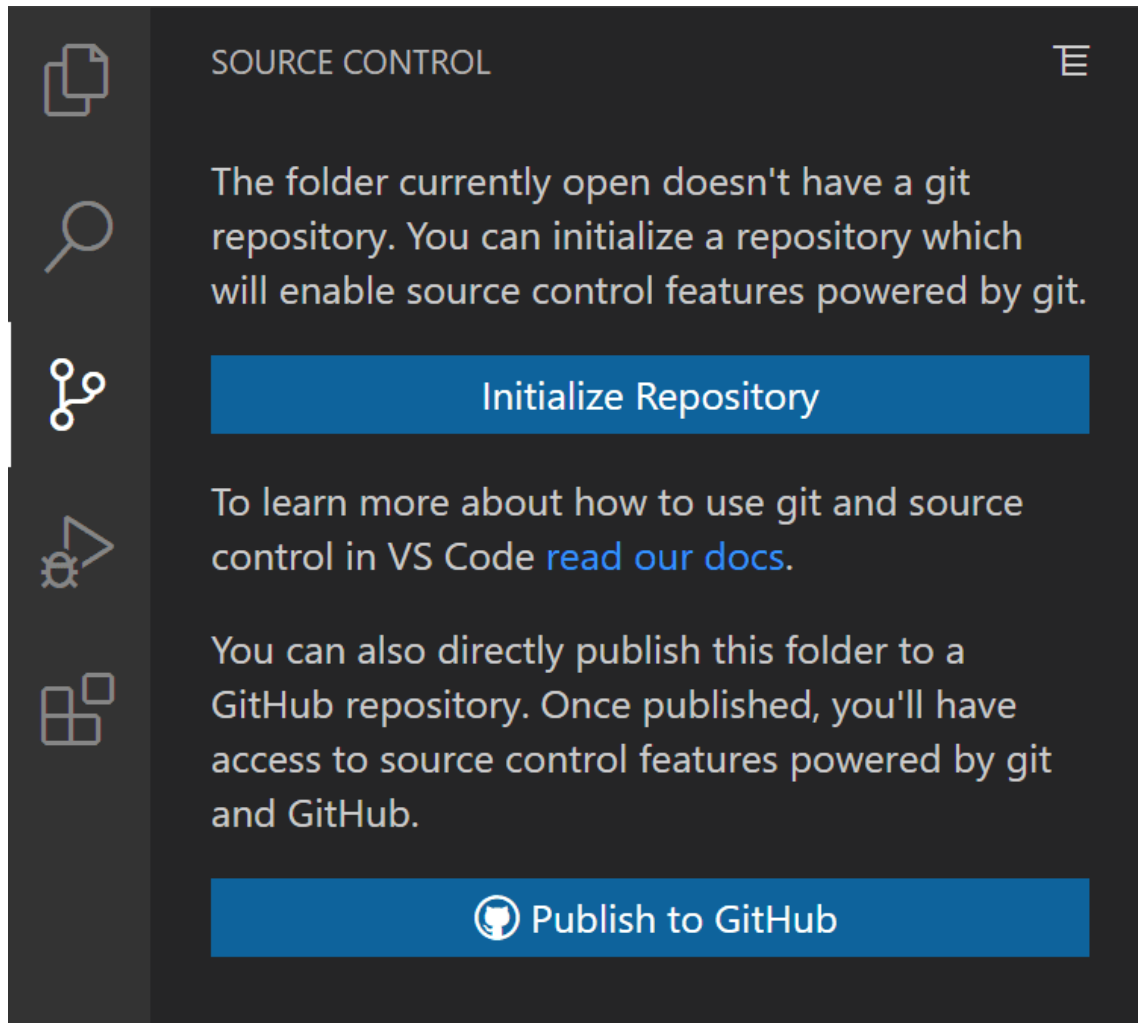 SOURCE CONTROL
The folder currently open doesn't have a git
repository. You can initialize a repository which
will enable source control features powered by git.
Initialize Repository
To learn more about how to use git and source
control in VS Code read our docs.
You can also directly publish this folder to a
GitHub repository. Once published, you'll have
access to source control features powered by git
and GitHub.
Publish to GitHub